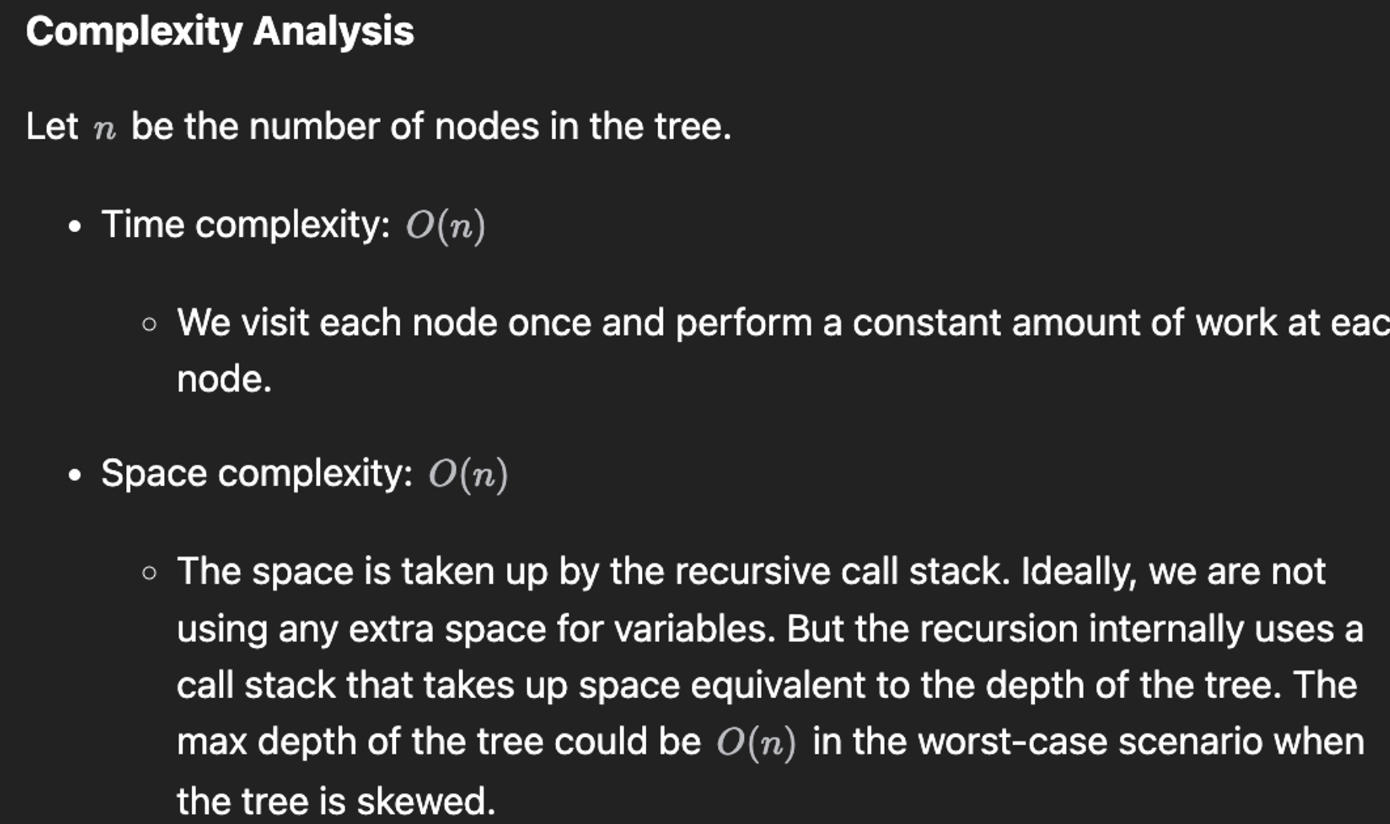 Complexity Analysis
Let n be the number of nodes in the tree.
• Time complexity: O(n)
◦ We visit each node once and perform a constant amount of work at eac
node.
• Space complexity: O(n)
◦ The space is taken up by the recursive call stack. Ideally, we are not
using any extra space for variables. But the recursion internally uses a
call stack that takes up space equivalent to the depth of the tree. The
max depth of the tree could be O(n) in the worst-case scenario when
the tree is skewed.